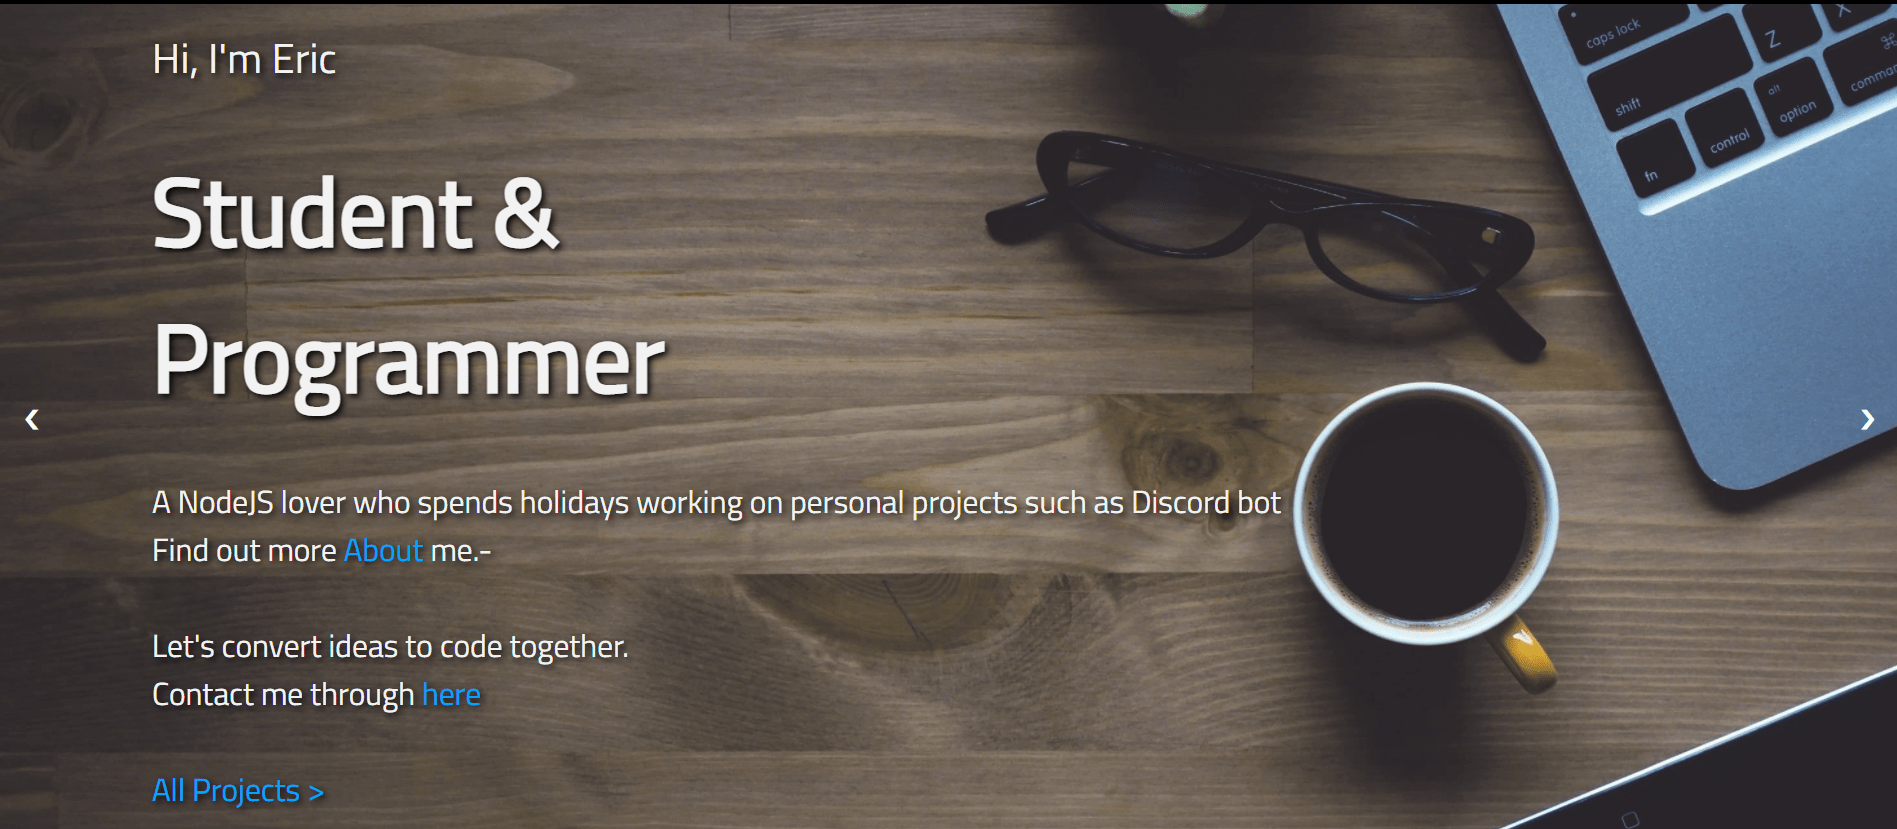 Hi, I'm Eric
caps lock
Z
X
⌘
shift
alt
option
fn
control
Student &
Programmer
‹
›
A NodeJS lover who spends holidays working on personal projects such as Discord bot
Find out more About me.-
Let's convert ideas to code together.
Contact me through here
All Projects >